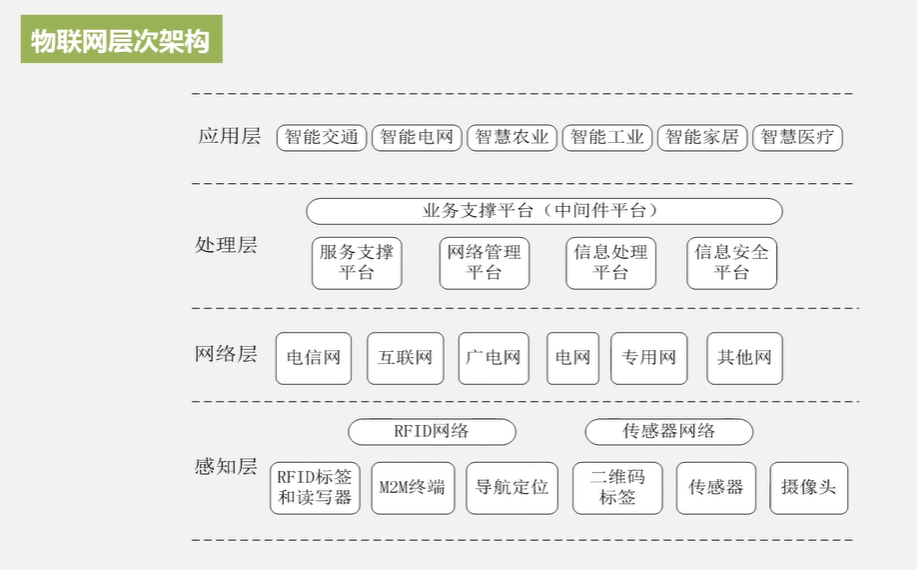 物联网层次架构
应用层 智能交通 智能电网 智慧农业 智能工业 智能家居 智慧医疗
业务支撑平台（中间件平台）
处理层
服务支撑
平台
网络管理
平台
信息处理
平台
信息安全
平台
网络层 电信网 互联网 广电网 电网 专用网 其他网
RFID网络 传感器网络
感知层
RFID标签
和读写器
M2M终端
导航定位
二维码
标签
传感器
摄像头